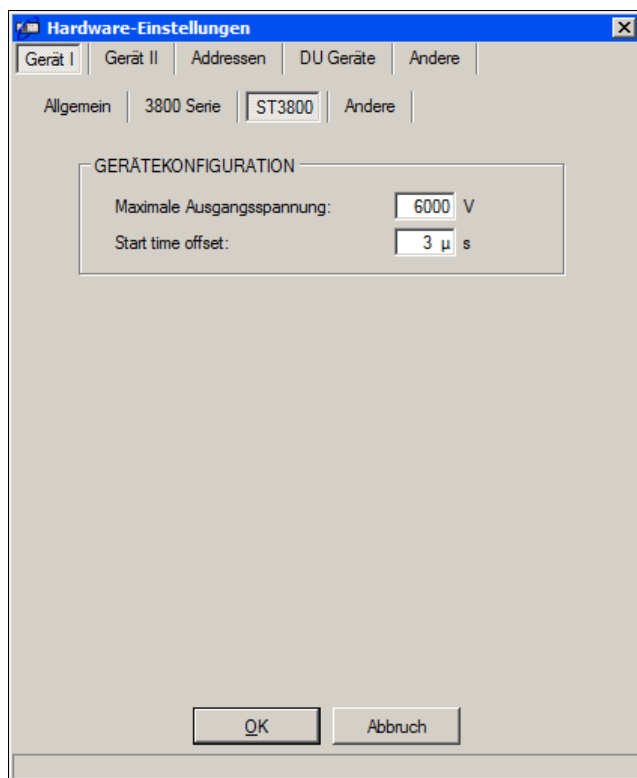 Hardware-Einstellungen
Gerät I Gerät II Addressen DU Geräte Andere
Allgemein 3800 Serie ST3800 Andere
GERÄTEKONFIGURATION
Maximale Ausgangsspannung: 6000 V
Start time offset: 3 µ s
OK Abbruch